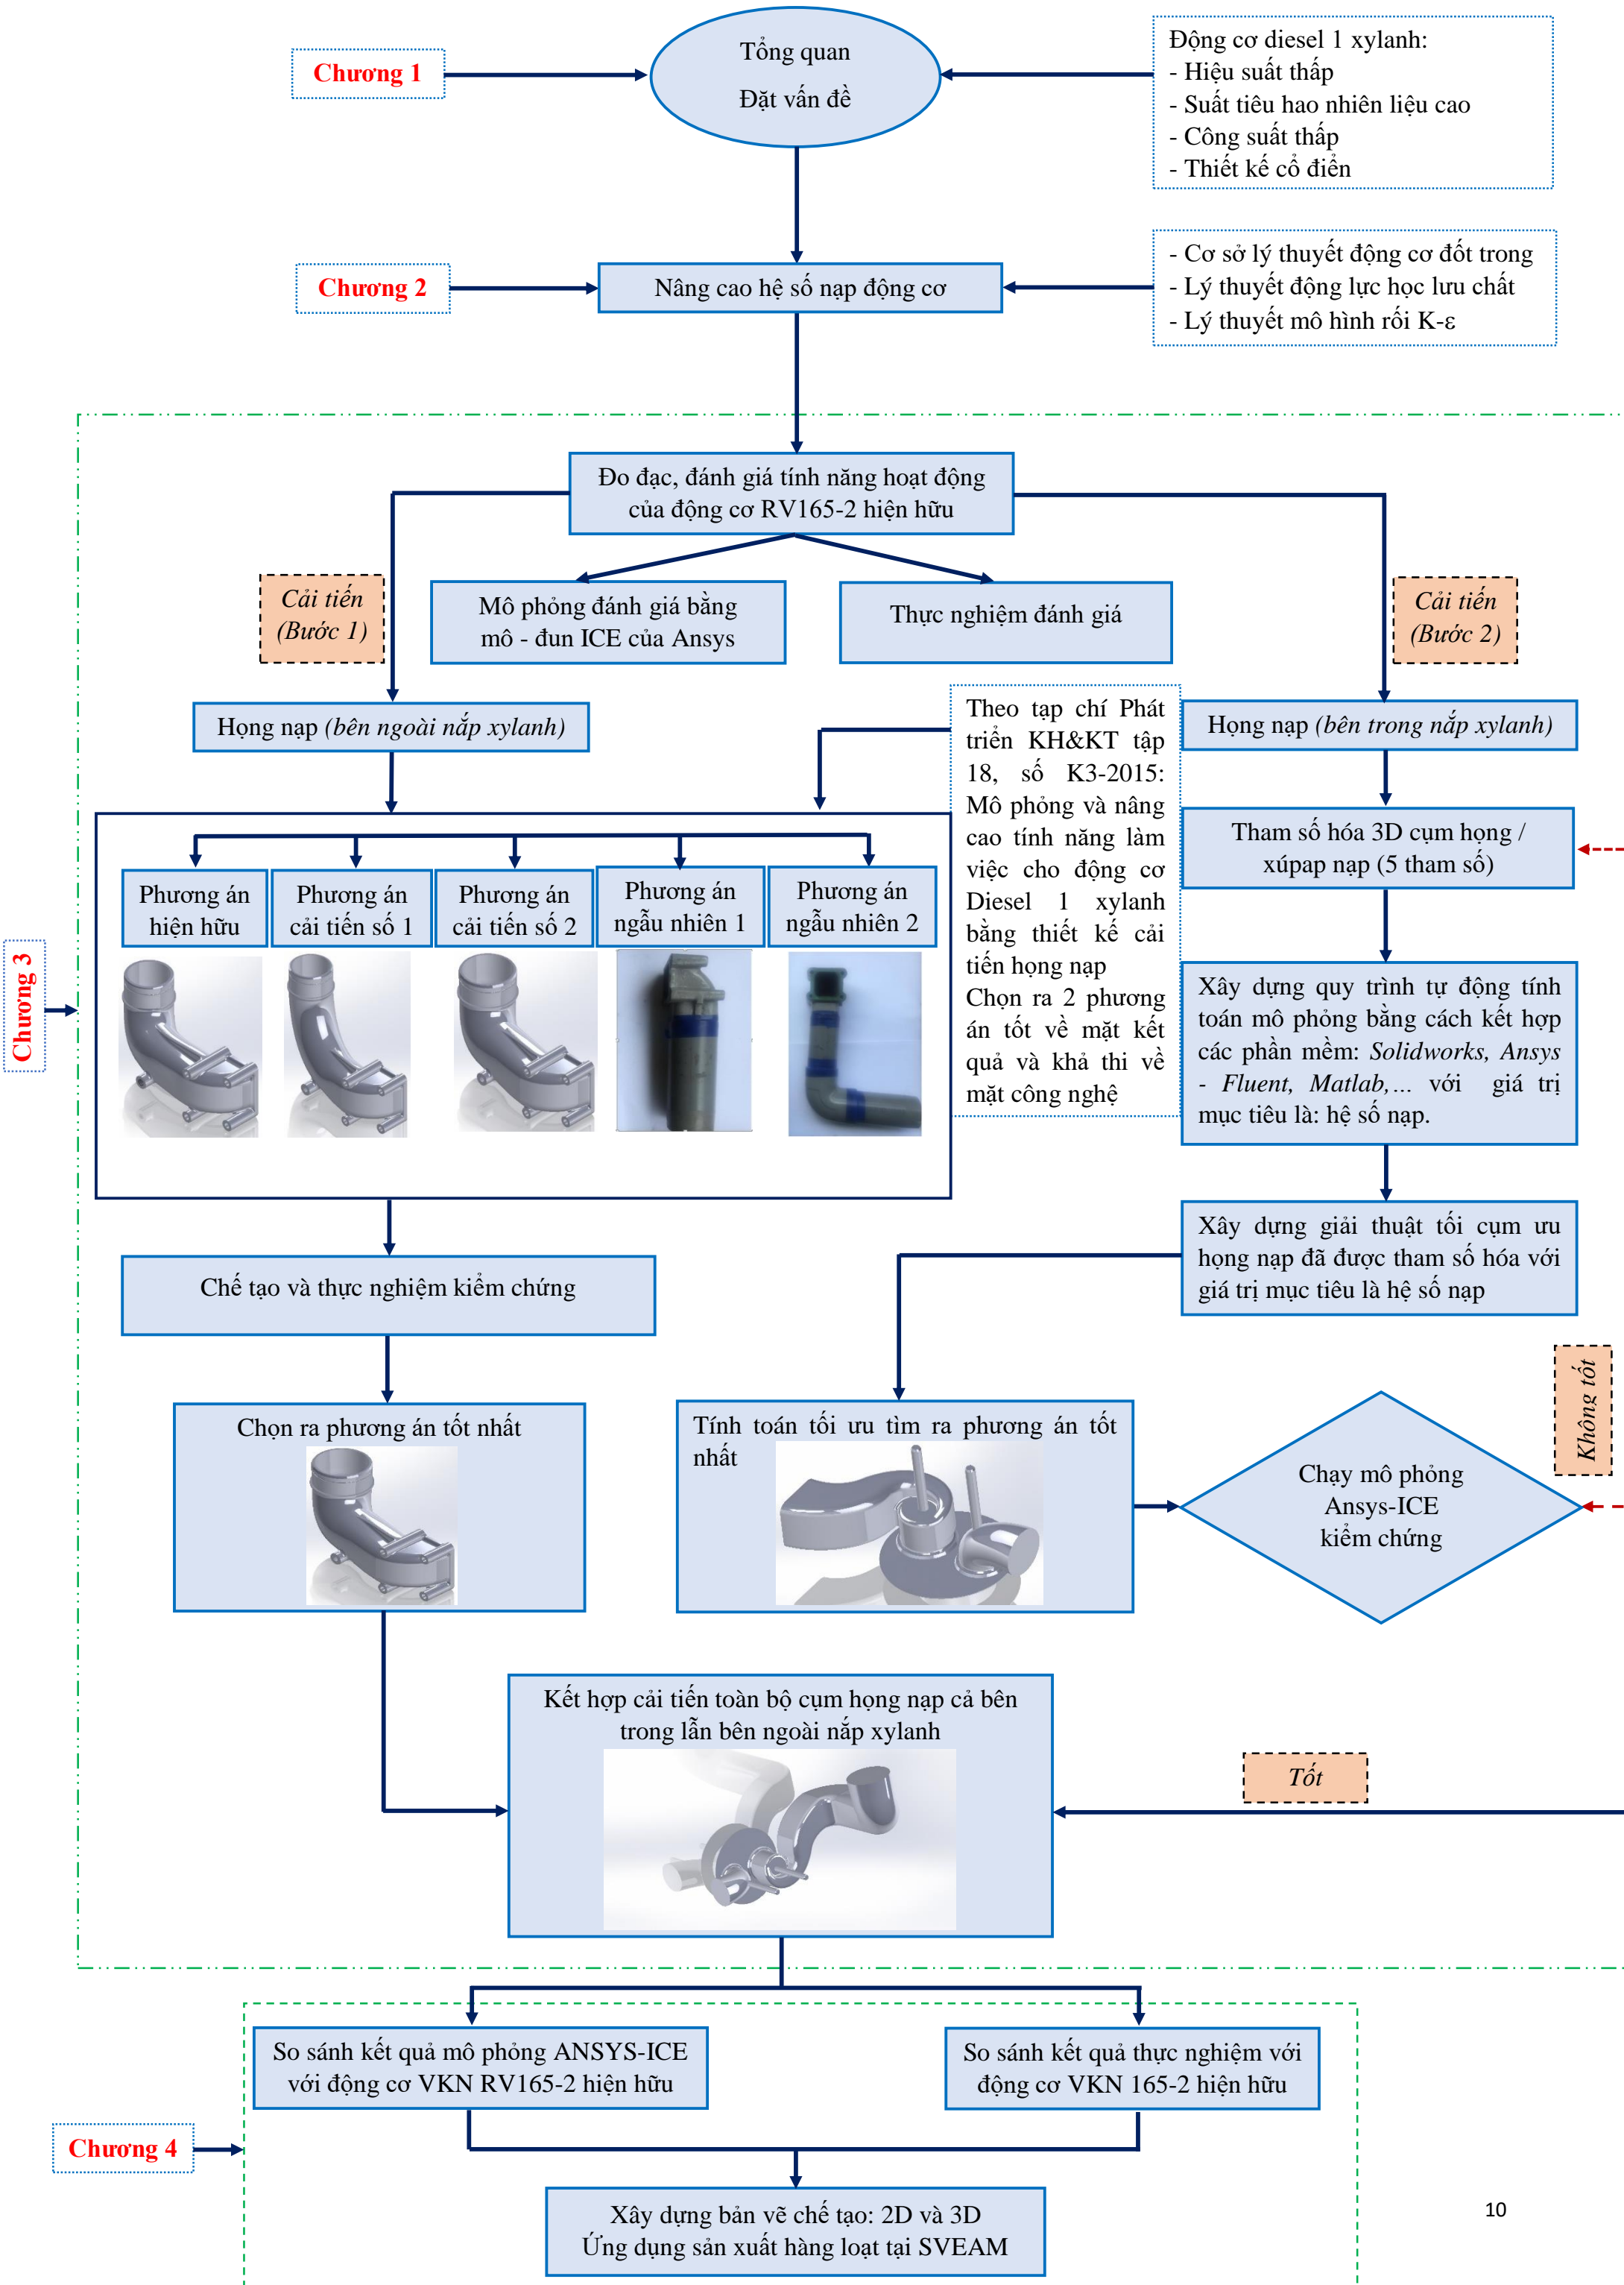 Chương 1
Tổng quan
Đặt vấn đề
Động cơ diesel 1 xylanh:
- Hiệu suất thấp
- Suất tiêu hao nhiên liệu cao
- Công suất thấp
- Thiết kế cổ điển
Chương 2
Nâng cao hệ số nạp động cơ
- Cơ sở lý thuyết động cơ đốt trong
- Lý thuyết động lực học lưu chất
- Lý thuyết mô hình rối K-ε
Đo đạc, đánh giá tính năng hoạt động
của động cơ RV165-2 hiện hữu
Cải tiến
(Bước 1)
Mô phỏng đánh giá bằng
mô - đun ICE của Ansys
Thực nghiệm đánh giá
Cải tiến
(Bước 2)
Họng nạp (bên ngoài nắp xylanh)
Theo tạp chí Phát
triển KH&KT tập
18, số K3-2015:
Mô phỏng và nâng
cao tính năng làm
việc cho động cơ
Diesel 1 xylanh
bằng thiết kế cải
tiến họng nạp
Chọn ra 2 phương
án tốt về mặt kết
quả và khả thi về
mặt công nghệ
Họng nạp (bên trong nắp xylanh)
Tham số hóa 3D cụm họng /
xúpap nạp (5 tham số)
Chương 3
Phương án
hiện hữu
Phương án
cải tiến số 1
Phương án
cải tiến số 2
Phương án
ngẫu nhiên 1
Phương án
ngẫu nhiên 2
Xây dựng quy trình tự động tính
toán mô phỏng bằng cách kết hợp
các phần mềm: Solidworks, Ansys
- Fluent, Matlab,... với giá trị
mục tiêu là: hệ số nạp.
Xây dựng giải thuật tối cụm ưu
họng nạp đã được tham số hóa với
giá trị mục tiêu là hệ số nạp
Chế tạo và thực nghiệm kiểm chứng
Chọn ra phương án tốt nhất
Tính toán tối ưu tìm ra phương án tốt
nhất
Chạy mô phỏng
Ansys-ICE
kiểm chứng
Không tốt
Kết hợp cải tiến toàn bộ cụm họng nạp cả bên
trong lẫn bên ngoài nắp xylanh
Tốt
So sánh kết quả mô phỏng ANSYS-ICE
với động cơ VKN RV165-2 hiện hữu
So sánh kết quả thực nghiệm với
động cơ VKN 165-2 hiện hữu
Chương 4
Xây dựng bản vẽ chế tạo: 2D và 3D
Ứng dụng sản xuất hàng loạt tại SVEAM
10